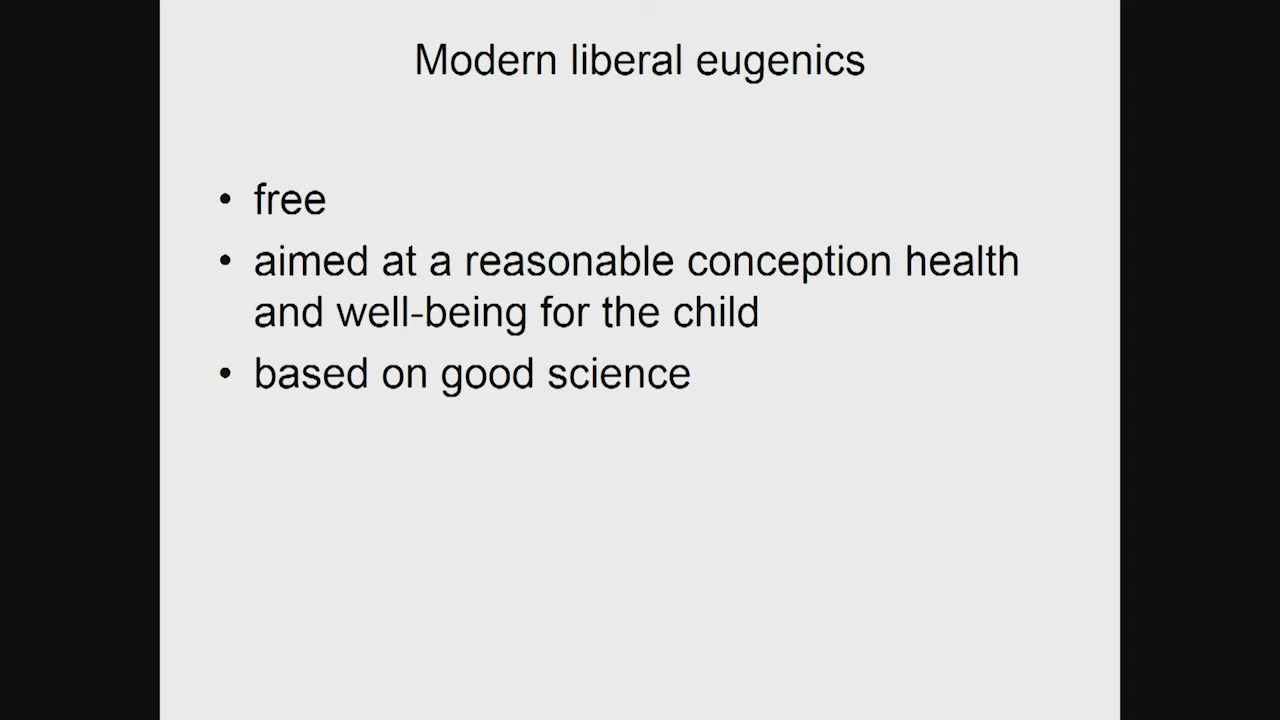 Modern liberal eugenics
• free
• aimed at a reasonable conception health
and well-being for the child
• based on good science